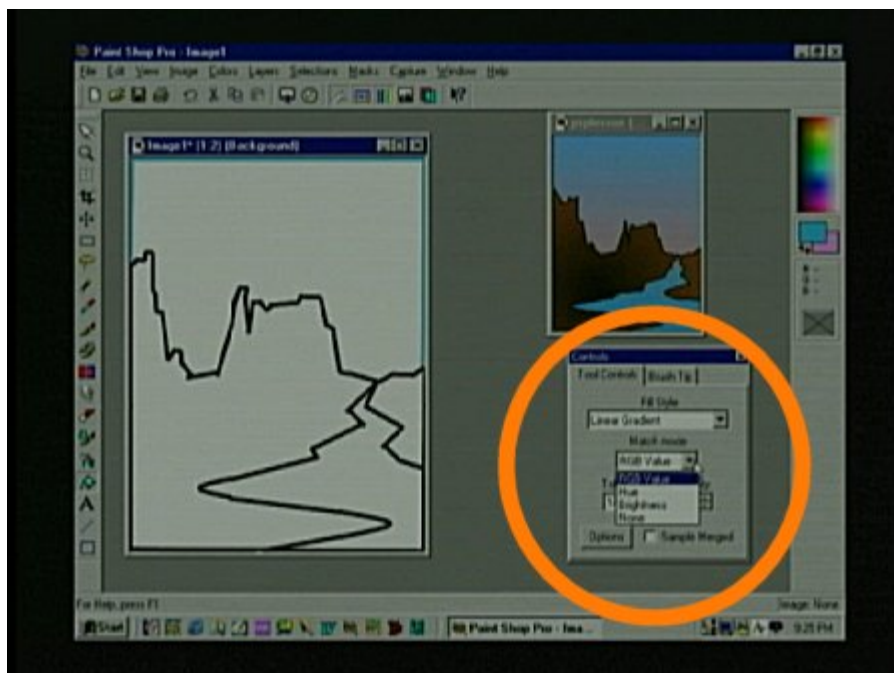 Paint Shop Pro - Image1
File Edit View Image Colors Layers Selections Masks Capture Window Help
Image1* (1:2) (Background)
Controls
Tool Controls Brush Tip
Fill Style
Linear Gradient
Match mode
RGB Value
RGB Value
Hue
Brightness
None
Options Sample Merged
For Help, press F1
Image: None
Start
Paint Shop Pro - Ima...
9:25 PM